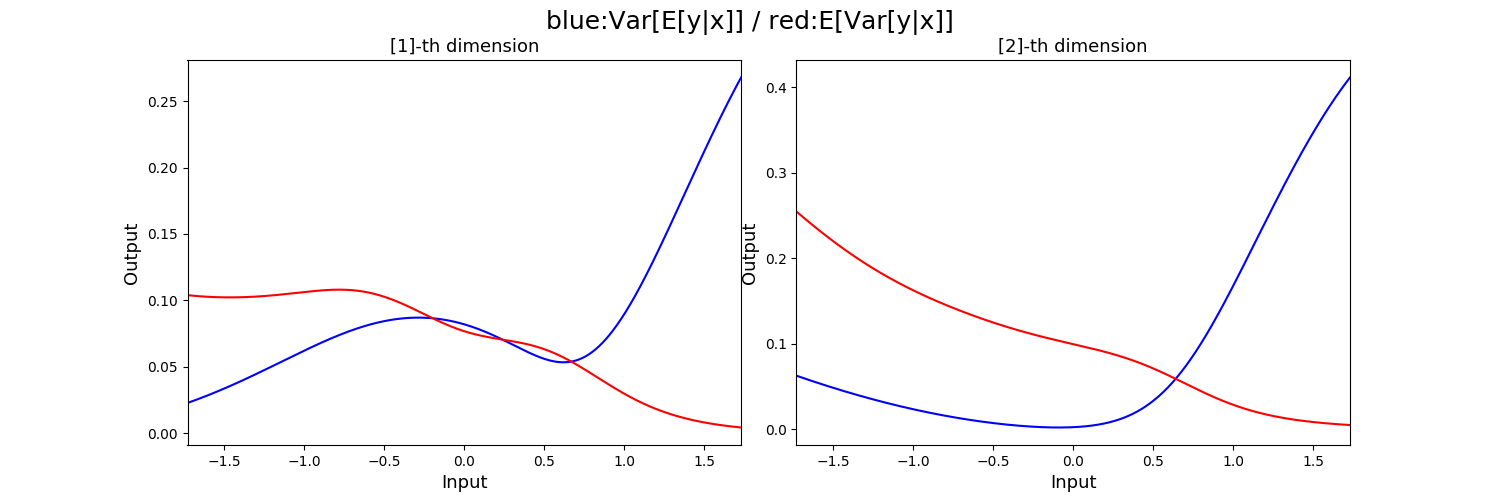 blue:Var[E[y|x]] / red:E[Var[y|x]]
[1]-th dimension
Output
0.25
0.20
0.15
0.10
0.05
0.00
−1.5 −1.0 −0.5 0.0 0.5 1.0 1.5
Input
[2]-th dimension
Output
0.4
0.3
0.2
0.1
0.0
−1.5 −1.0 −0.5 0.0 0.5 1.0 1.5
Input